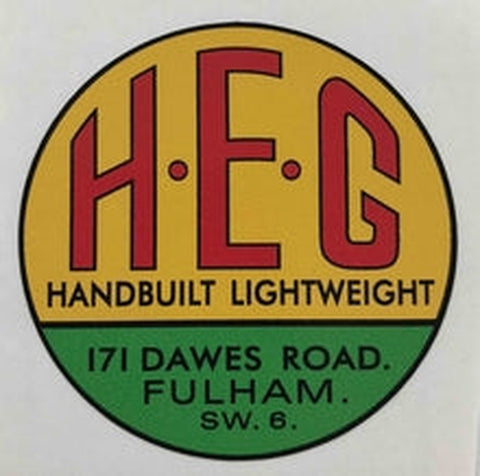 H·E·G
HANDBUILT LIGHTWEIGHT
171 DAWES ROAD.
FULHAM.
SW. 6.